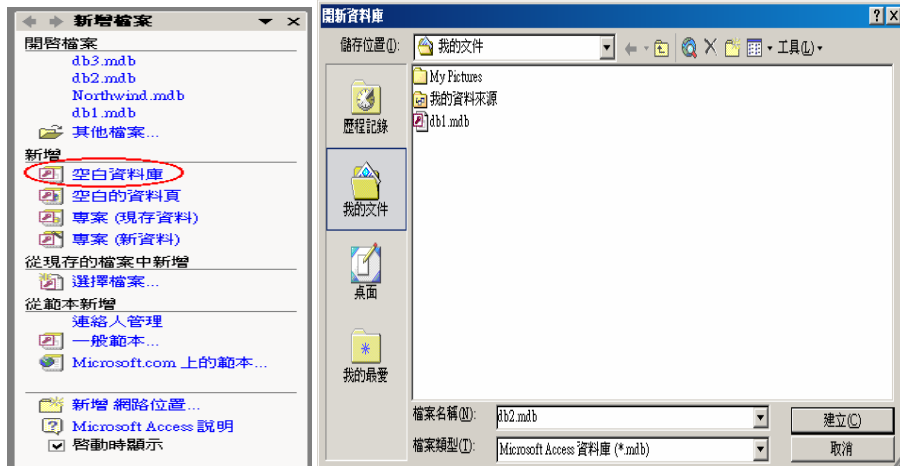 新增檔案
開啓檔案
db3.mdb
db2.mdb
Northwind.mdb
db1.mdb
其他檔案...
新增
空白資料庫
空白的資料頁
專案 (現存資料)
專案 (新資料)
從現存的檔案中新增
選擇檔案...
從範本新增
連絡人管理
一般範本...
Microsoft.com 上的範本...
新增 網路位置...
Microsoft Access 說明
啓動時顯示
開新資料庫
儲存位置(I): 我的文件 工具(L)
歷程記錄
我的文件
桌面
我的最愛
My Pictures
我的資料來源
db1.mdb
檔案名稱(N): db2.mdb 建立(C)
檔案類型(T): Microsoft Access 資料庫 (*.mdb) 取消